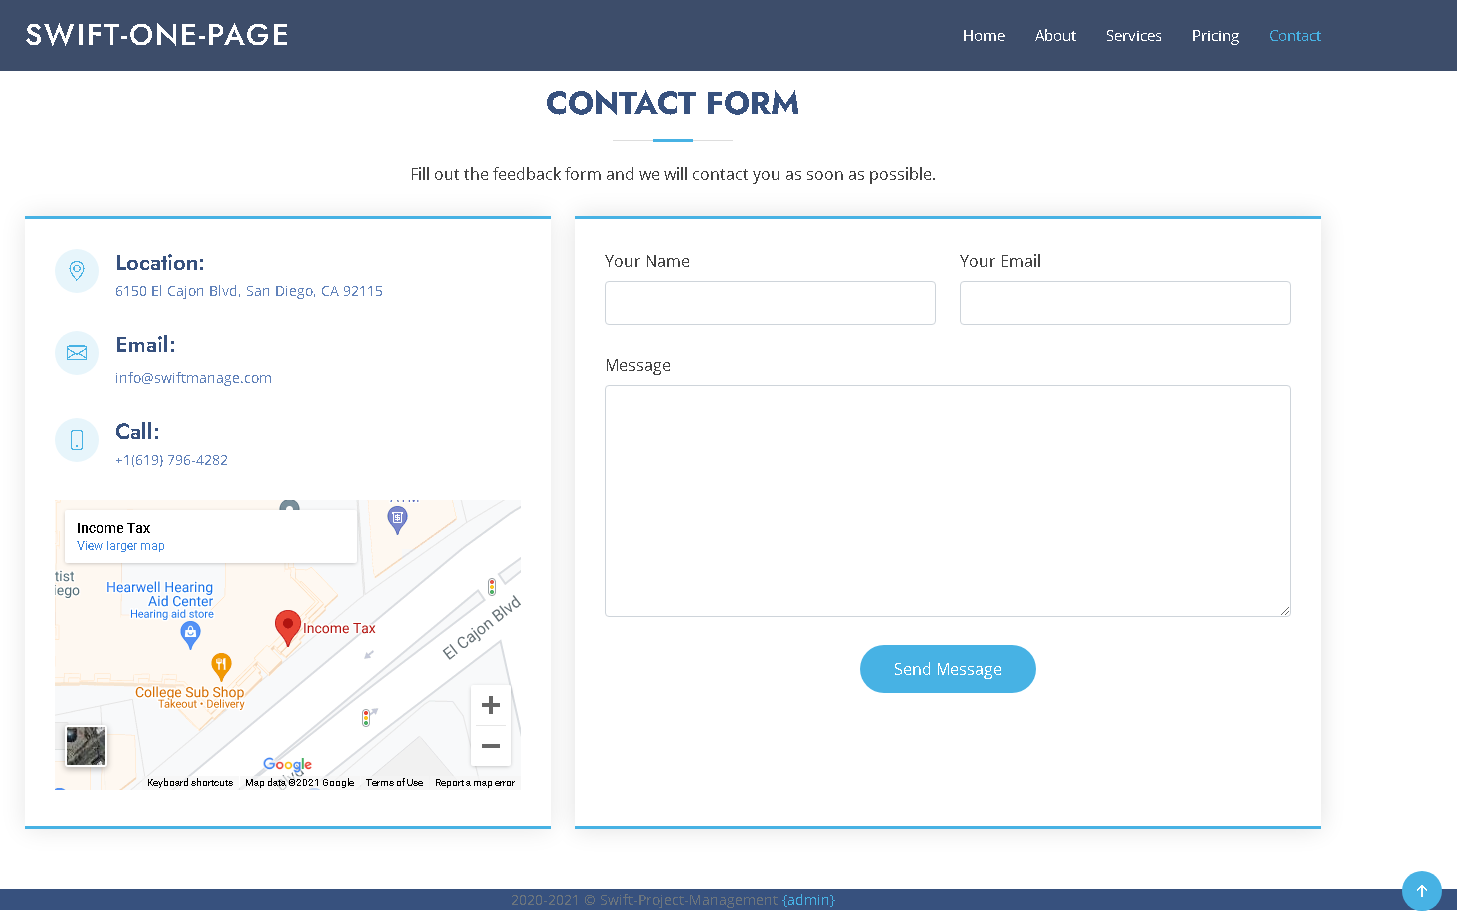 SWIFT-ONE-PAGE
Home About Services Pricing Contact
CONTACT FORM
Fill out the feedback form and we will contact you as soon as possible.
Location:
6150 El Cajon Blvd, San Diego, CA 92115
Email:
info@swiftmanage.com
Call:
+1(619) 796-4282
Income Tax
View larger map
tist
iego
Hearwell Hearing
Aid Center
Hearing aid store
Income Tax
El Cajon Blvd
College Sub Shop
Takeout • Delivery
Google
Keyboard shortcuts Map data ©2021 Google Terms of Use Report a map error
Your Name Your Email
Message
Send Message
2020-2021 © Swift-Project-Management {admin}